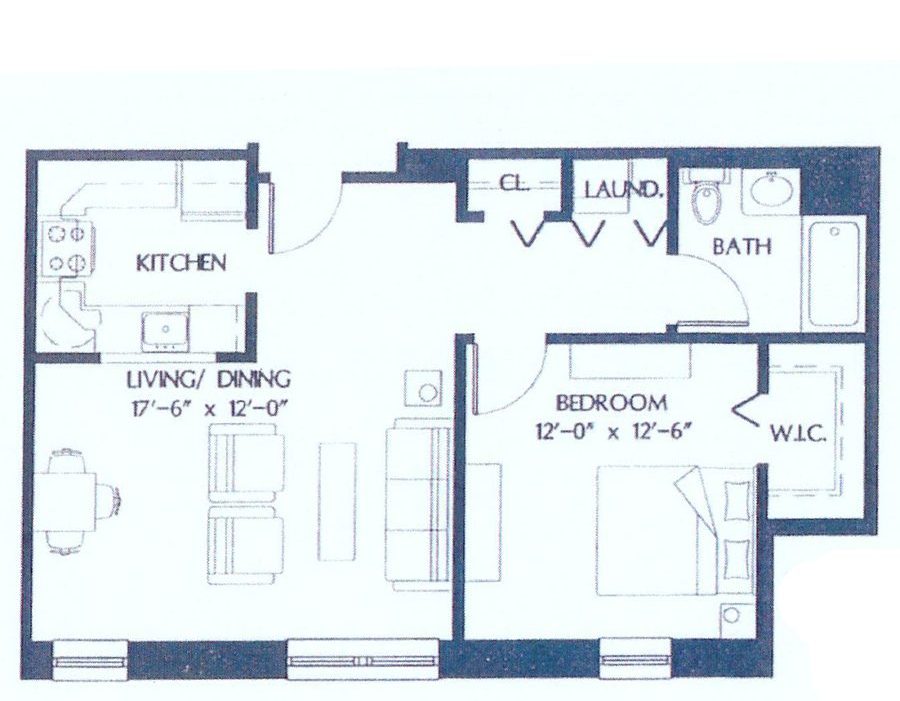 CL.
LAUND.
BATH
KITCHEN
LIVING/ DINING
17'-6" x 12'-0"
BEDROOM
12'-0" x 12'-6"
W.I.C.